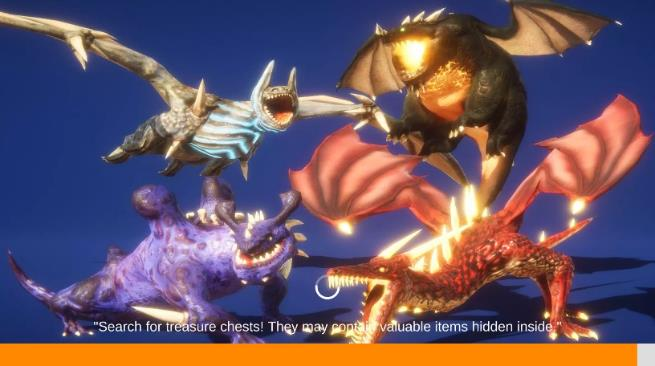 "Search for treasure chests! They may contain valuable items hidden inside."